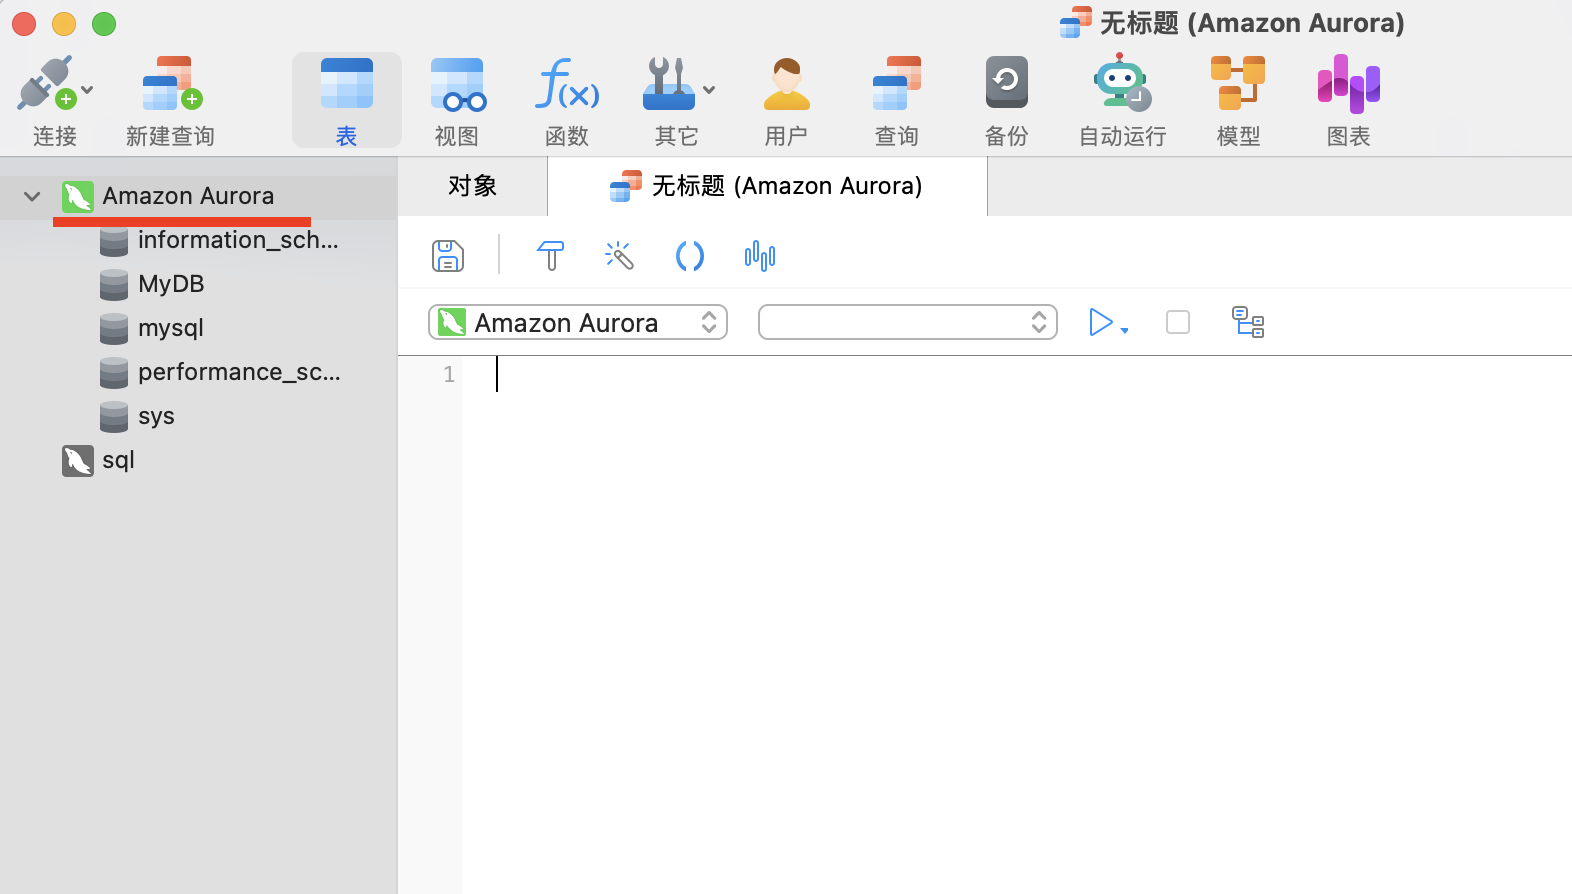 无标题 (Amazon Aurora)
连接 新建查询 表 视图 函数 其它 用户 查询 备份 自动运行 模型 图表
对象 无标题 (Amazon Aurora)
Amazon Aurora
information_sch...
MyDB
mysql
performance_sc...
sys
sql
Amazon Aurora
1